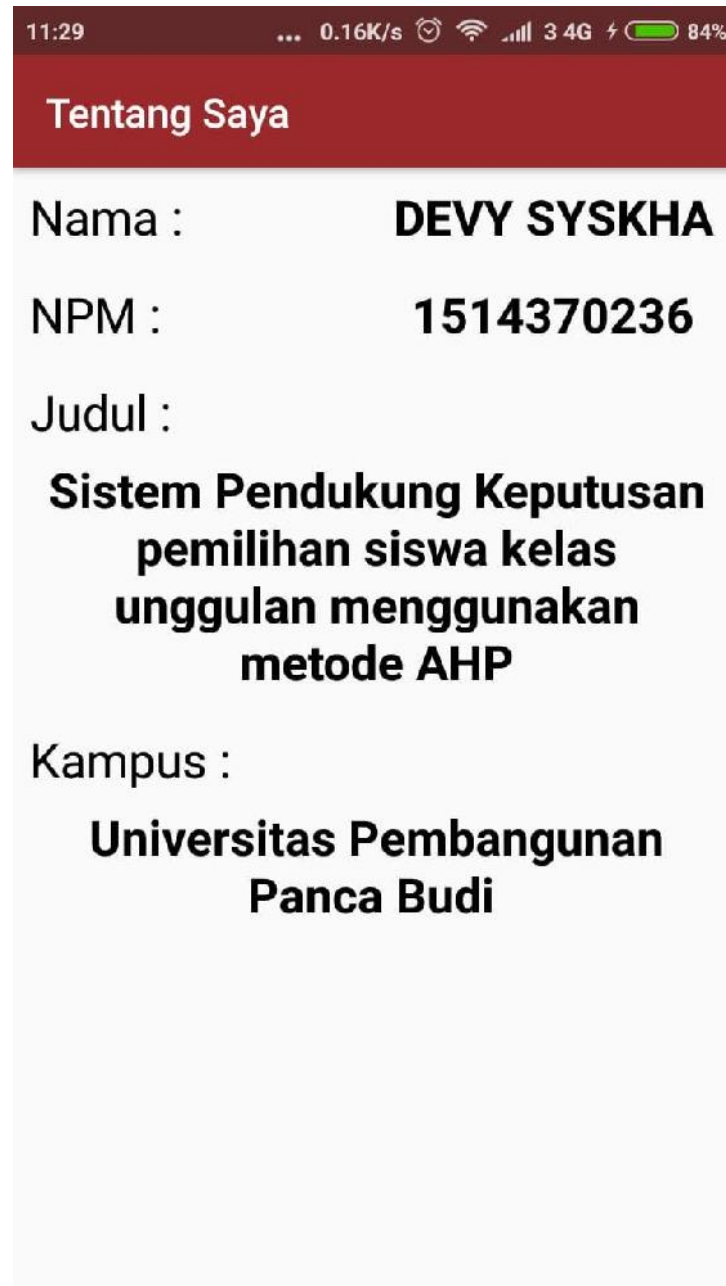 11:29 ... 0.16K/s 3 4G 84%
Tentang Saya
Nama : DEVY SYSKHA
NPM : 1514370236
Judul :
Sistem Pendukung Keputusan
pemilihan siswa kelas
unggulan menggunakan
metode AHP
Kampus :
Universitas Pembangunan
Panca Budi